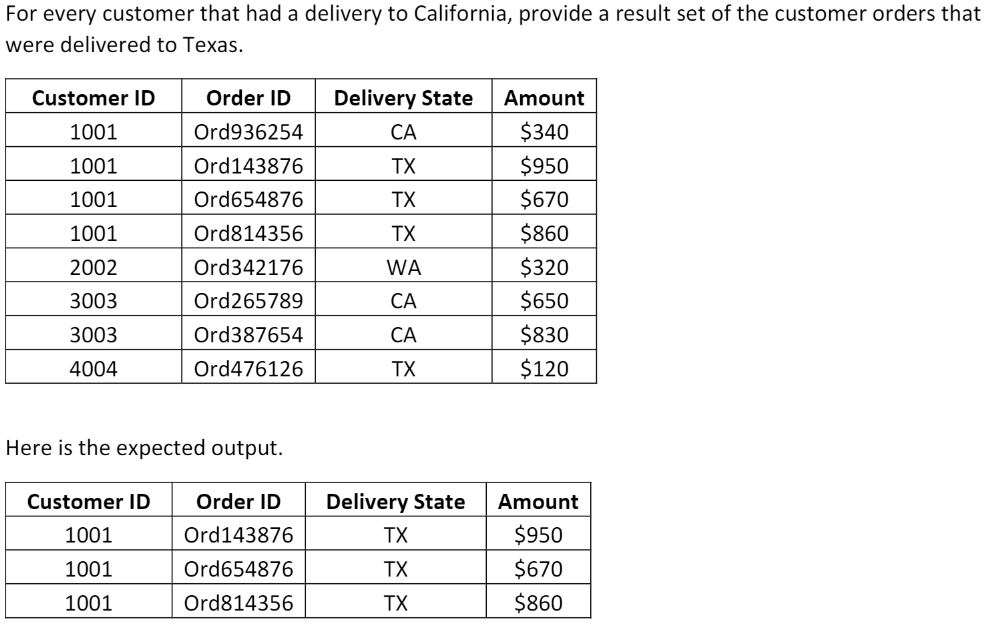 For every customer that had a delivery to California, provide a result set of the customer orders that
were delivered to Texas.
Customer ID Order ID Delivery State Amount
1001 Ord936254 CA $340
1001 Ord143876 TX $950
1001 Ord654876 TX $670
1001 Ord814356 TX $860
2002 Ord342176 WA $320
3003 Ord265789 CA $650
3003 Ord387654 CA $830
4004 Ord476126 TX $120
Here is the expected output.
Customer ID Order ID Delivery State Amount
1001 Ord143876 TX $950
1001 Ord654876 TX $670
1001 Ord814356 TX $860